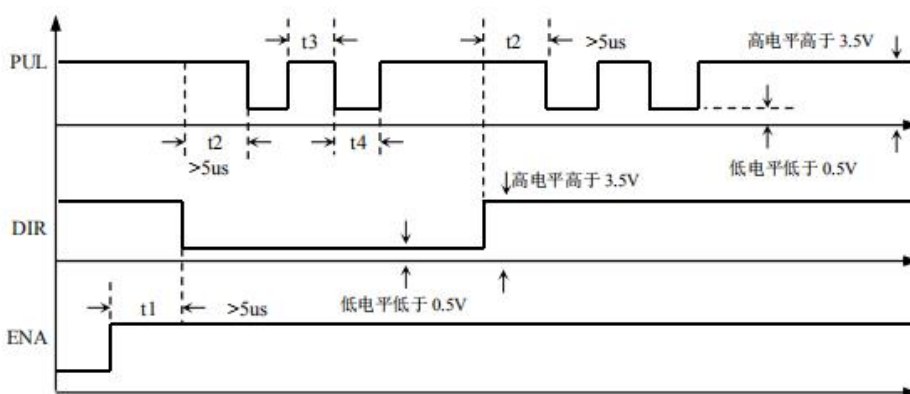 t3
t2
>5us
高电平高于 3.5V
PUL
t2
t4
>5us
低电平低于 0.5V
高电平高于 3.5V
DIR
t1
>5us
低电平低于 0.5V
ENA